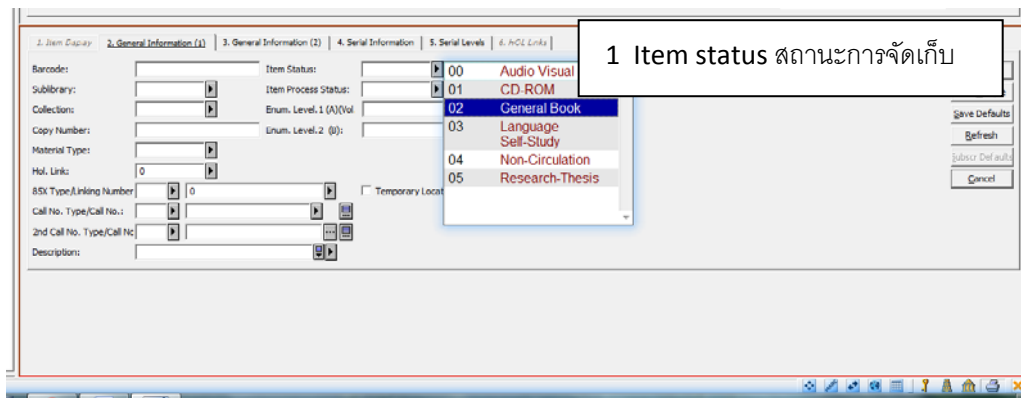 1. Item Dspay 2. General Information (1) 3. General Information (2) 4. Serial Information 5. Serial Levels 6. HOL Links
1 Item status สถานะการจัดเก็บ
Barcode: Item Status: 00 Audio Visual
Sublibrary: Item Process Status: 01 CD-ROM
Collection: Enum. Level.1 (A)(Vol 02 General Book
Save Defaults
Copy Number: Enum. Level.2 (B): 03 Language
Self-Study
Refresh
Material Type: 04 Non-Circulation
Subscr Defaults
Hol. Link: 0 05 Research-Thesis
Cancel
85X Type/Linking Number 0 Temporary Locat
Call No. Type/Call No.:
2nd Call No. Type/Call Nc
Description: